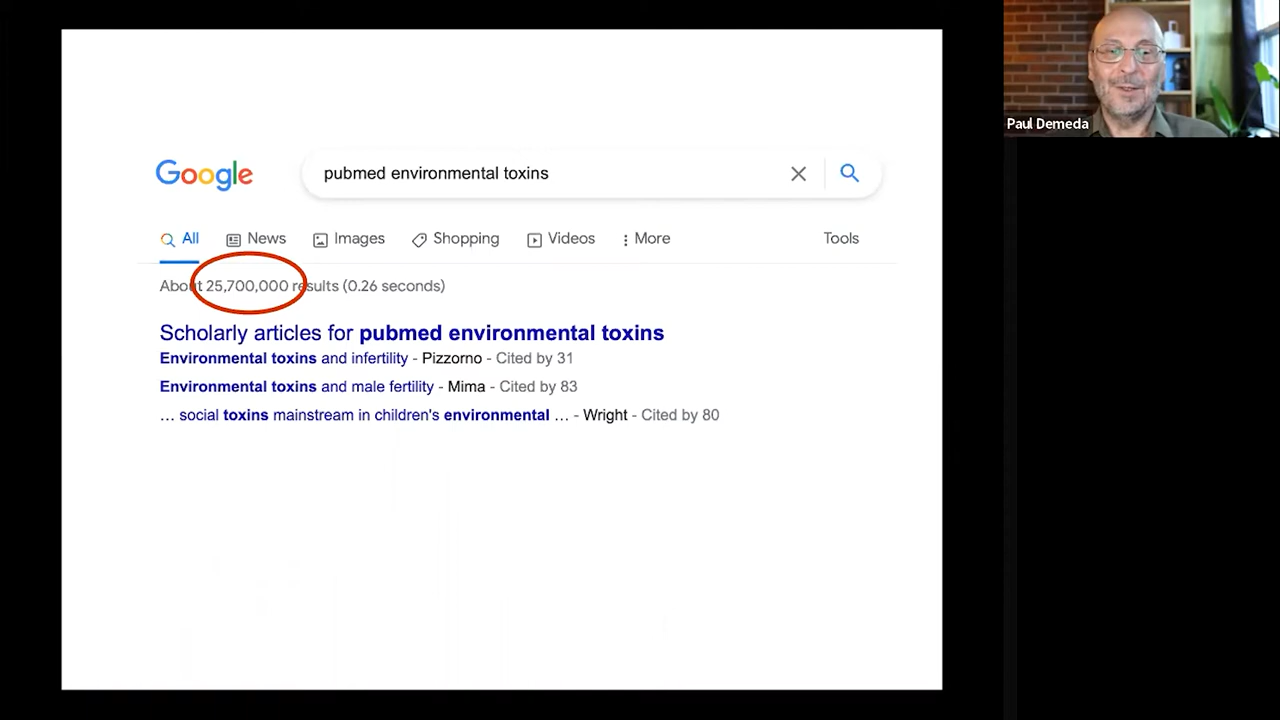 Google
pubmed environmental toxins
All News Images Shopping Videos More Tools
About 25,700,000 results (0.26 seconds)
Scholarly articles for pubmed environmental toxins
Environmental toxins and infertility - Pizzorno - Cited by 31
Environmental toxins and male fertility - Mima - Cited by 83
... social toxins mainstream in children's environmental ... - Wright - Cited by 80
Paul Demeda